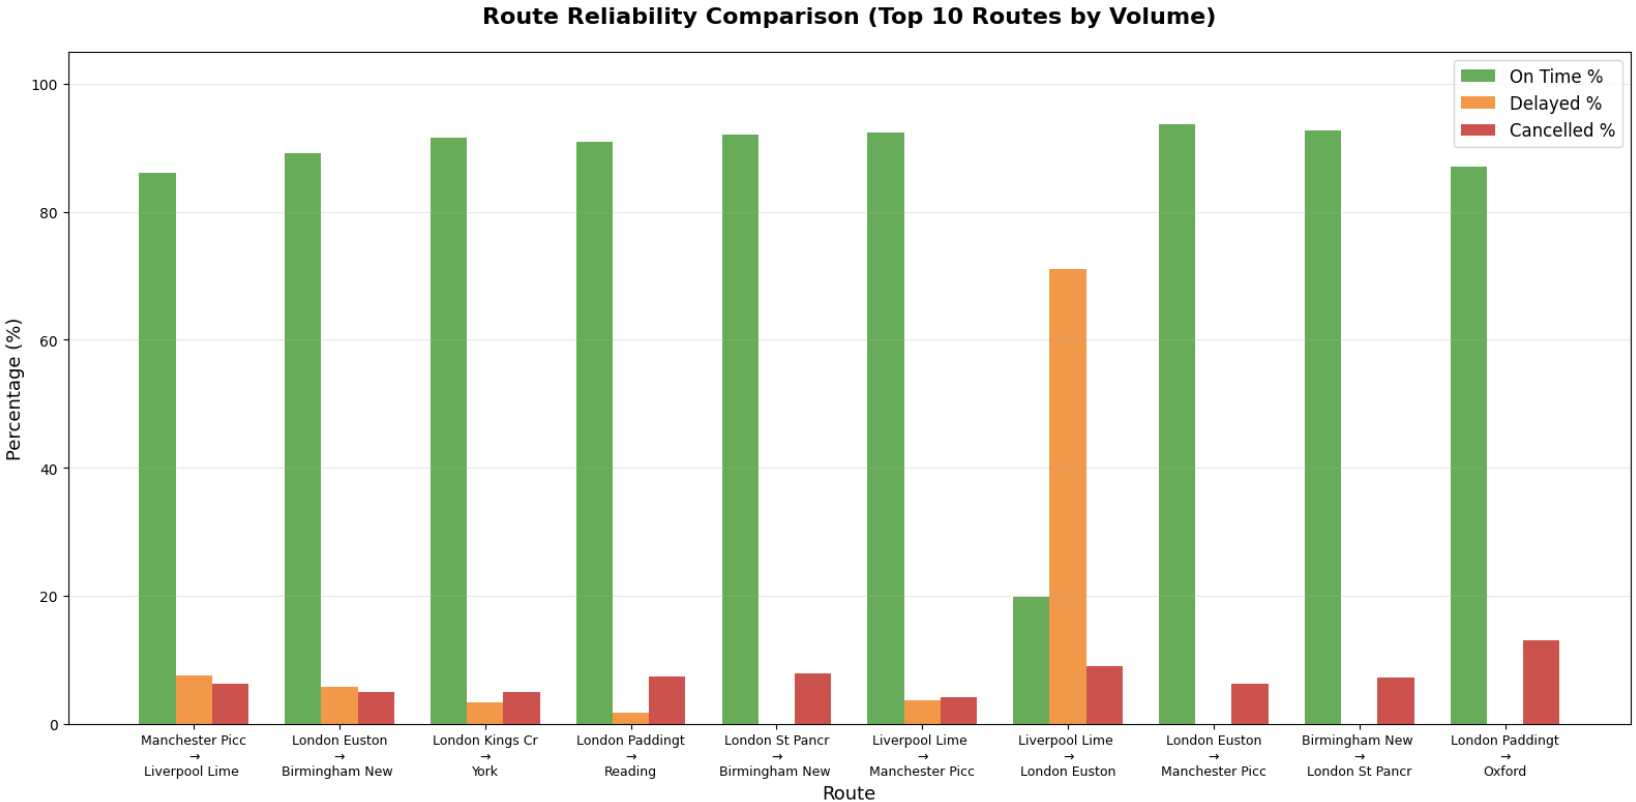 Route Reliability Comparison (Top 10 Routes by Volume)
On Time %
Delayed %
Cancelled %
Percentage (%)
100
80
60
40
20
0
Manchester Picc
→
Liverpool Lime
London Euston
→
Birmingham New
London Kings Cr
→
York
London Paddingt
→
Reading
London St Pancr
→
Birmingham New
Liverpool Lime
→
Manchester Picc
Liverpool Lime
→
London Euston
London Euston
→
Manchester Picc
Birmingham New
→
London St Pancr
London Paddingt
→
Oxford
Route